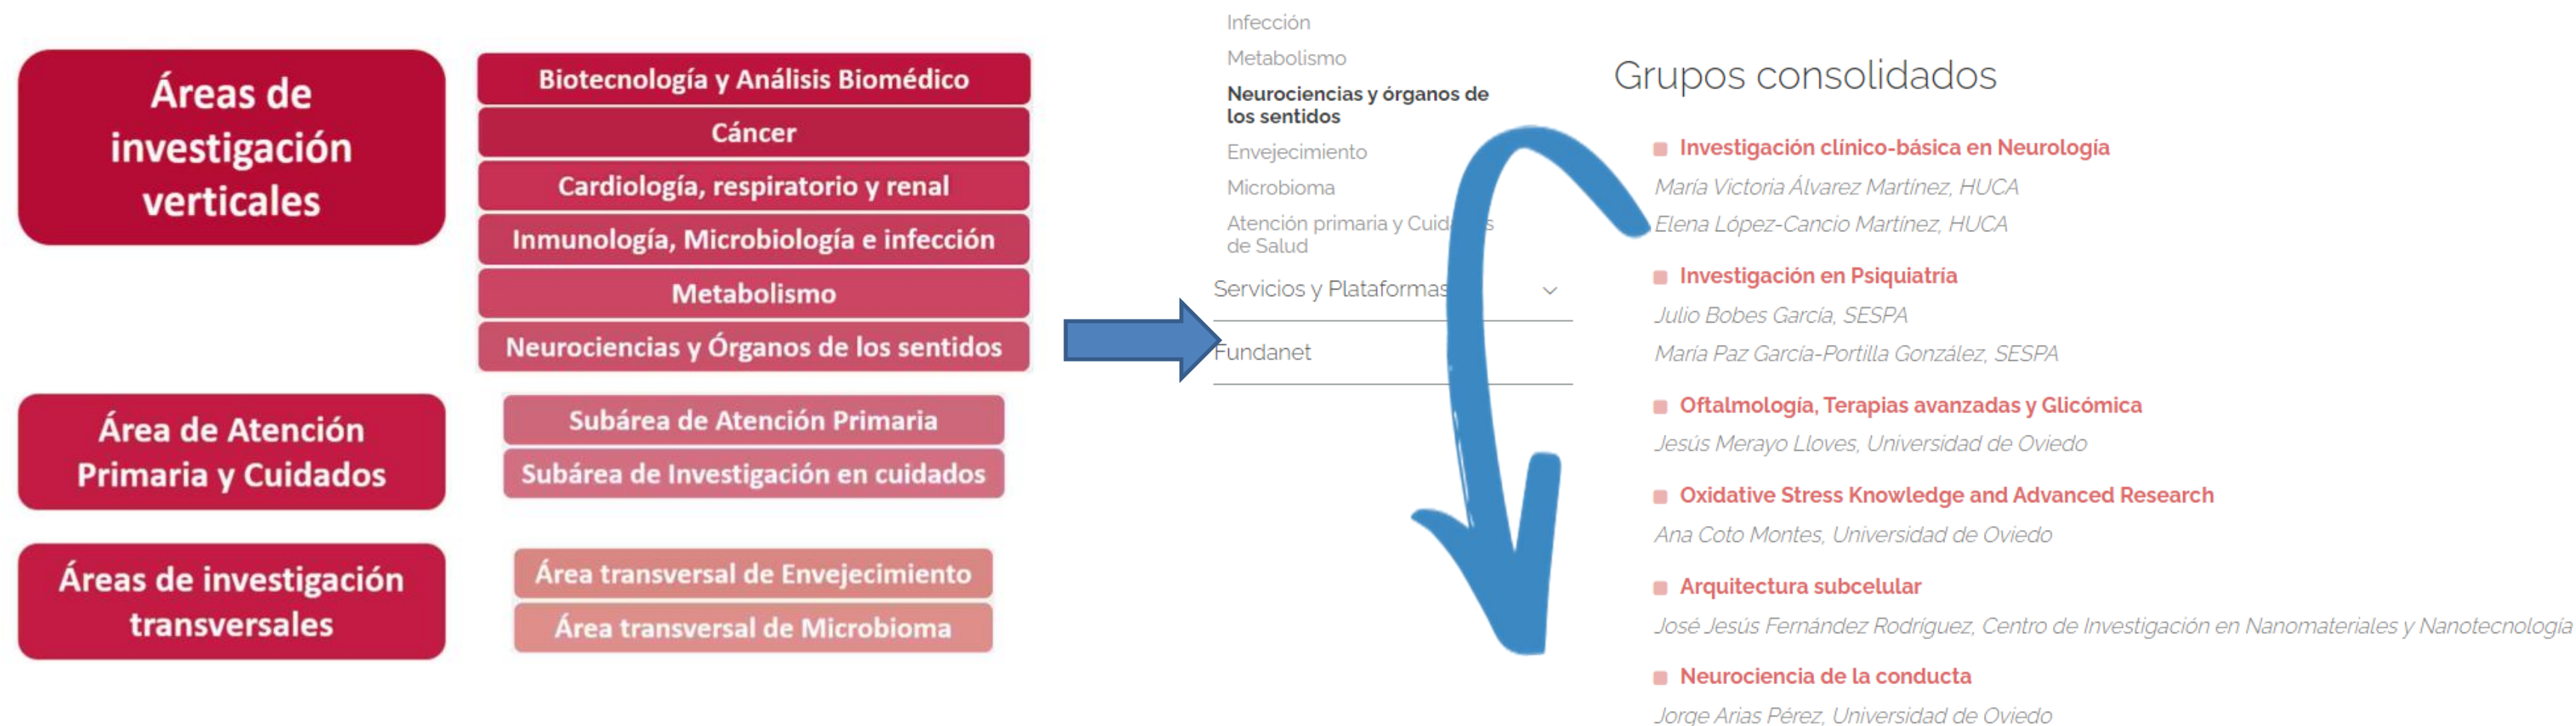 Áreas de
investigación
verticales
Biotecnología y Análisis Biomédico
Cáncer
Cardiología, respiratorio y renal
Inmunología, Microbiología e infección
Metabolismo
Neurociencias y Órganos de los sentidos
Área de Atención
Primaria y Cuidados
Subárea de Atención Primaria
Subárea de Investigación en cuidados
Áreas de investigación
transversales
Área transversal de Envejecimiento
Área transversal de Microbioma
Infección
Metabolismo
Neurociencias y órganos de
los sentidos
Envejecimiento
Microbioma
Atención primaria y
de Salud
Servicios y Plataformas
Fundanet
Grupos consolidados
Investigación clínico-básica en Neurología
María Victoria Álvarez Martínez, HUCA
Elena López-Cancio Martínez, HUCA
Investigación en Psiquiatría
Julio Bobes García, SESPA
María Paz García-Portilla González, SESPA
Oftalmología, Terapias avanzadas y Glicómica
Jesús Merayo Lloves, Universidad de Oviedo
Oxidative Stress Knowledge and Advanced Research
Ana Coto Montes, Universidad de Oviedo
Arquitectura subcelular
José Jesús Fernández Rodríguez, Centro de Investigación en Nanomateriales y Nanotecnología
Neurociencia de la conducta
Jorge Arias Pérez, Universidad de Oviedo